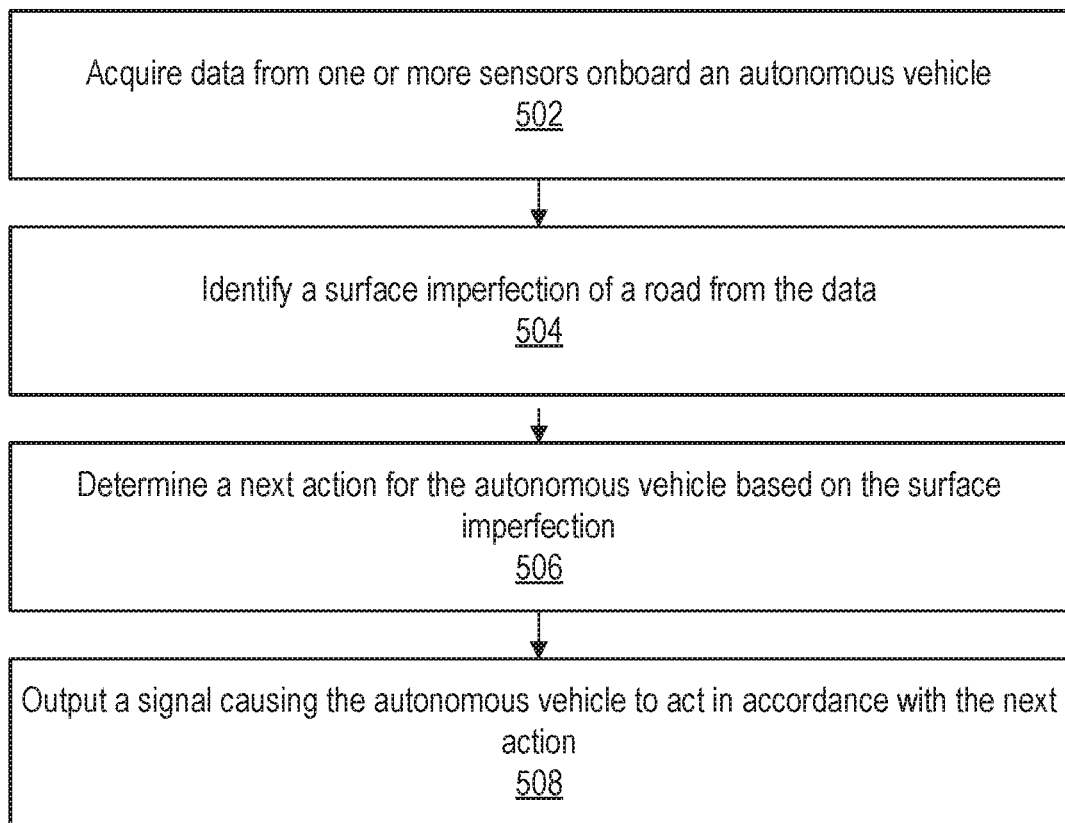 Acquire data from one or more sensors onboard an autonomous vehicle
502
Identify a surface imperfection of a road from the data
504
Determine a next action for the autonomous vehicle based on the surface
imperfection
506
Output a signal causing the autonomous vehicle to act in accordance with the next
action
508